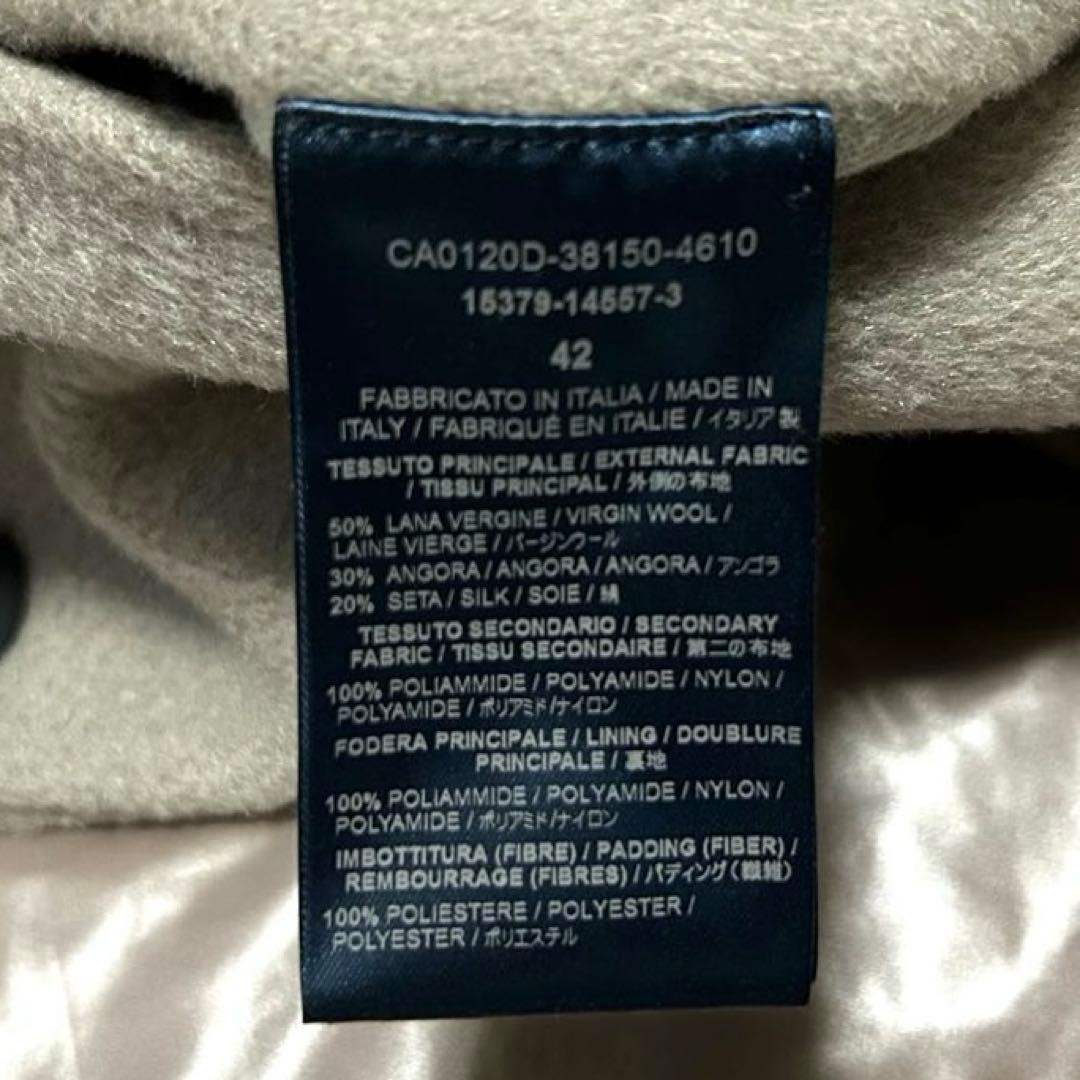 CA0120D-38150-4610
15379-14557-3
42
FABBRICATO IN ITALIA / MADE IN
ITALY / FABRIQUÉ EN ITALIE / イタリア製
TESSUTO PRINCIPALE / EXTERNAL FABRIC
/ TISSU PRINCIPAL / 外側の布地
50% LANA VERGINE / VIRGIN WOOL /
LAINE VIERGE / バージンウール
30% ANGORA / ANGORA / ANGORA / アンゴラ
20% SETA / SILK / SOIE / 絹
TESSUTO SECONDARIO / SECONDARY
FABRIC / TISSU SECONDAIRE / 第二の布地
100% POLIAMMIDE / POLYAMIDE / NYLON /
POLYAMIDE / ポリアミド/ナイロン
FODERA PRINCIPALE / LINING / DOUBLURE
PRINCIPALE / 裏地
100% POLIAMMIDE / POLYAMIDE / NYLON /
POLYAMIDE / ポリアミド/ナイロン
IMBOTTITURA (FIBRE) / PADDING (FIBER) /
REMBOURRAGE (FIBRES) / パディング(繊維)
100% POLIESTERE / POLYESTER /
POLYESTER / ポリエステル